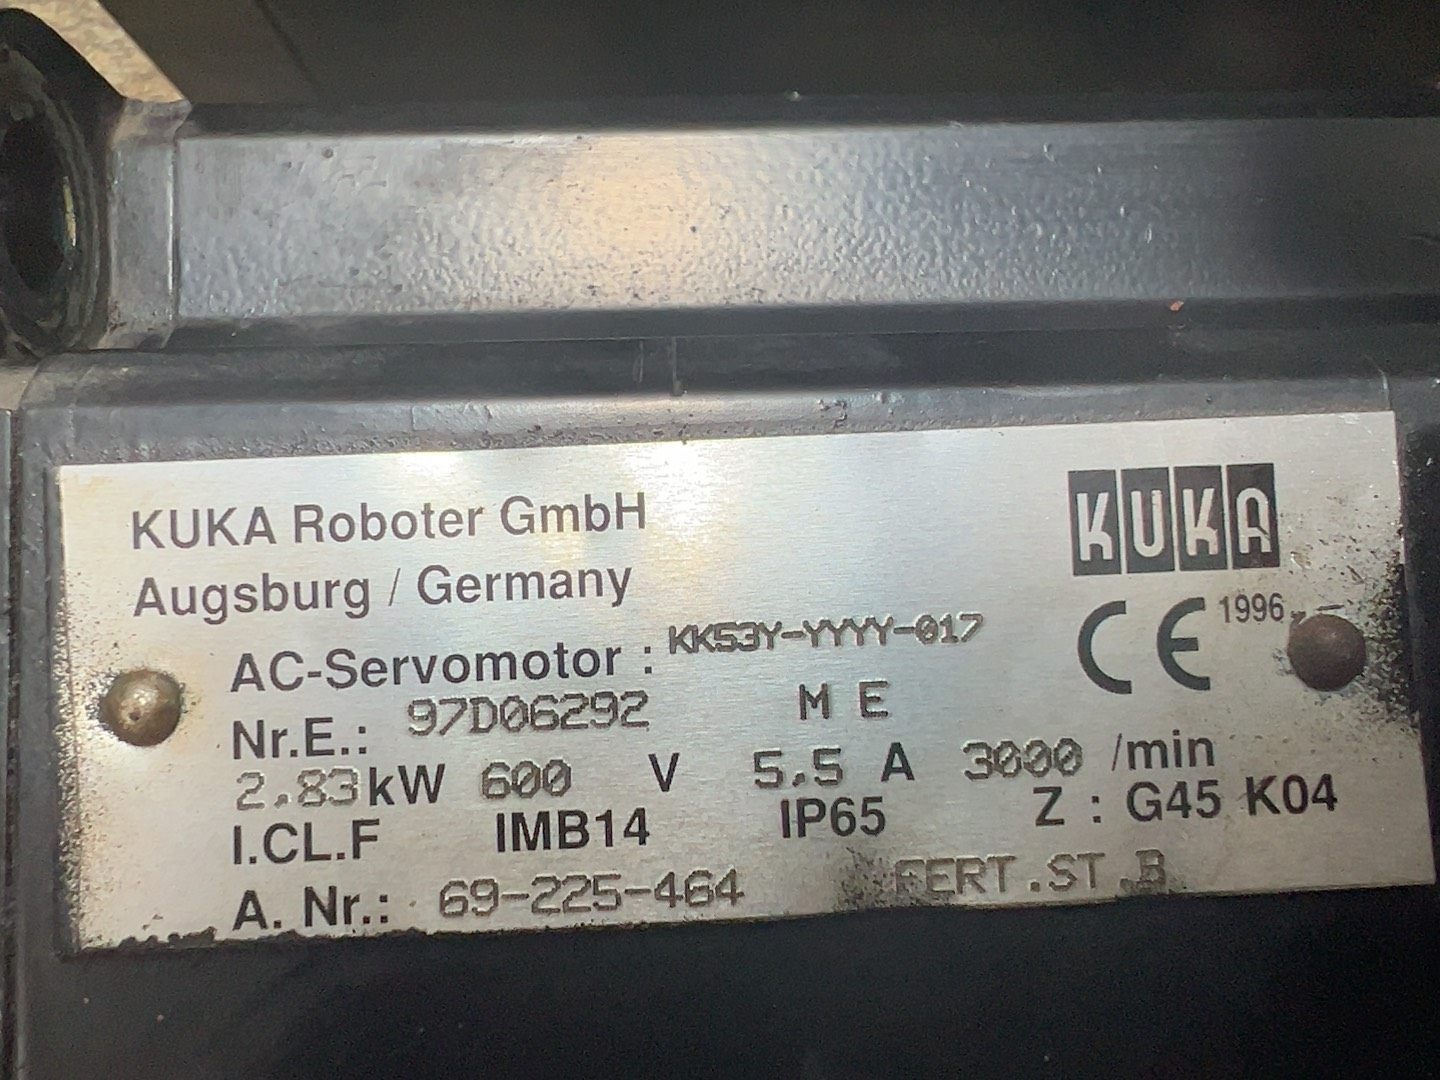 KUKA Roboter GmbH
KUKA
Augsburg / Germany
CE 1996
AC-Servomotor : KK53Y-YYYY-017
Nr.E.: 97D06292 M E
2.83 kW 600 V 5.5 A 3000 /min
I.CL.F IMB14 IP65 Z : G45 K04
A. Nr.: 69-225-464 FERT.ST.B